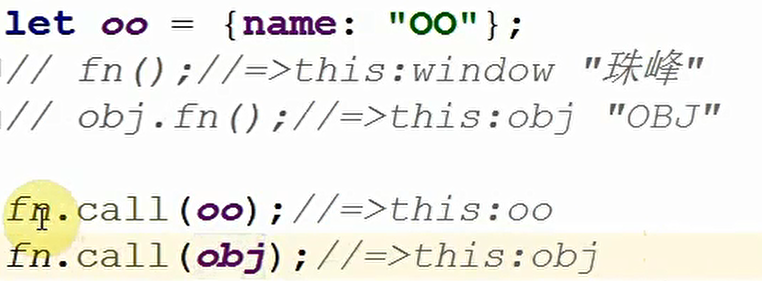 let oo = {name: "OO"};
// fn();//=>this:window "珠峰"
// obj.fn();//=>this:obj "OBJ"
fn.call(oo);//=>this:oo
fn.call(obj);//=>this:obj